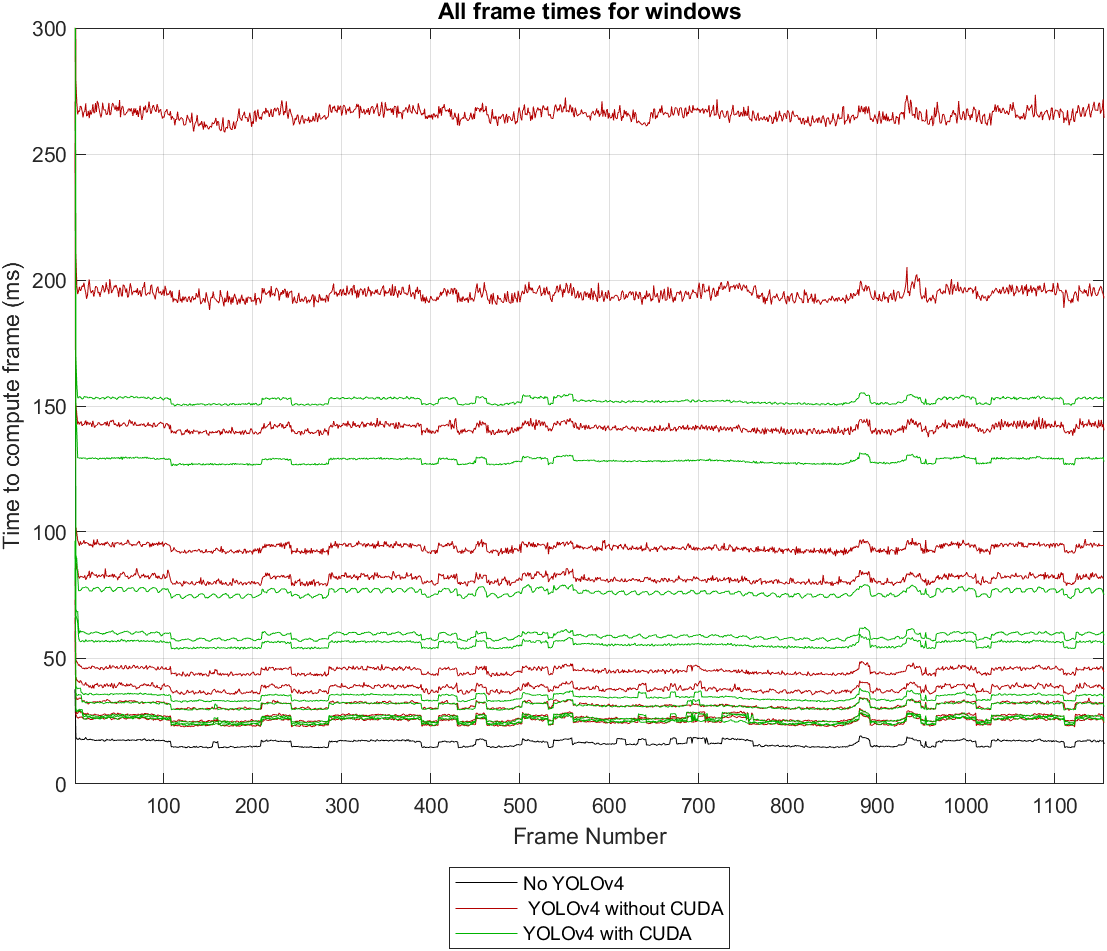 All frame times for windows
Time to compute frame (ms)
300
250
200
150
100
50
0
100 200 300 400 500 600 700 800 900 1000 1100
Frame Number
No YOLOv4
YOLOv4 without CUDA
YOLOv4 with CUDA